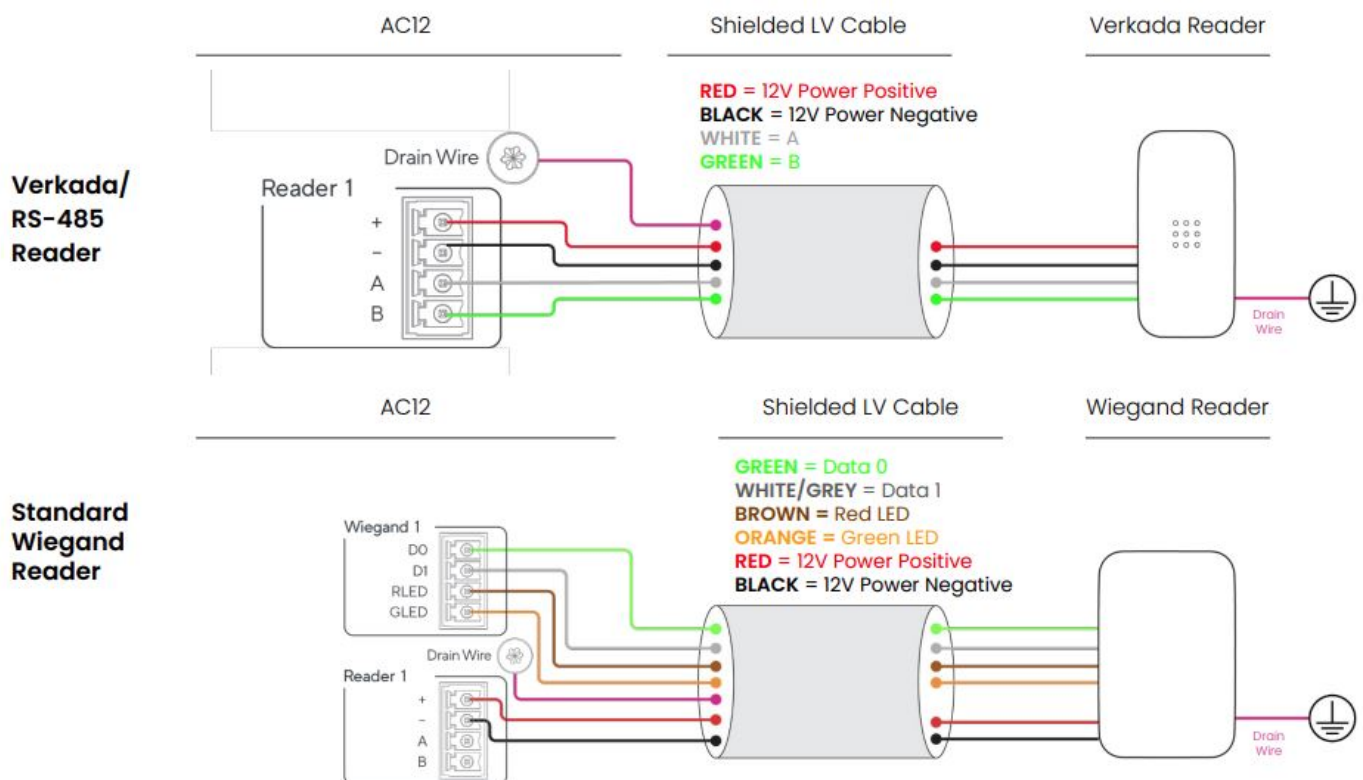 AC12
Shielded LV Cable
Verkada Reader
Verkada/
RS-485
Reader
RED = 12V Power Positive
BLACK = 12V Power Negative
WHITE = A
GREEN = B
Drain Wire
Reader 1
+
-
A
B
Drain
Wire
AC12
Shielded LV Cable
Wiegand Reader
Standard
Wiegand
Reader
GREEN = Data 0
WHITE/GREY = Data 1
BROWN = Red LED
ORANGE = Green LED
RED = 12V Power Positive
BLACK = 12V Power Negative
Wiegand 1
D0
D1
RLED
GLED
Drain Wire
Reader 1
+
-
A
B
Drain
Wire